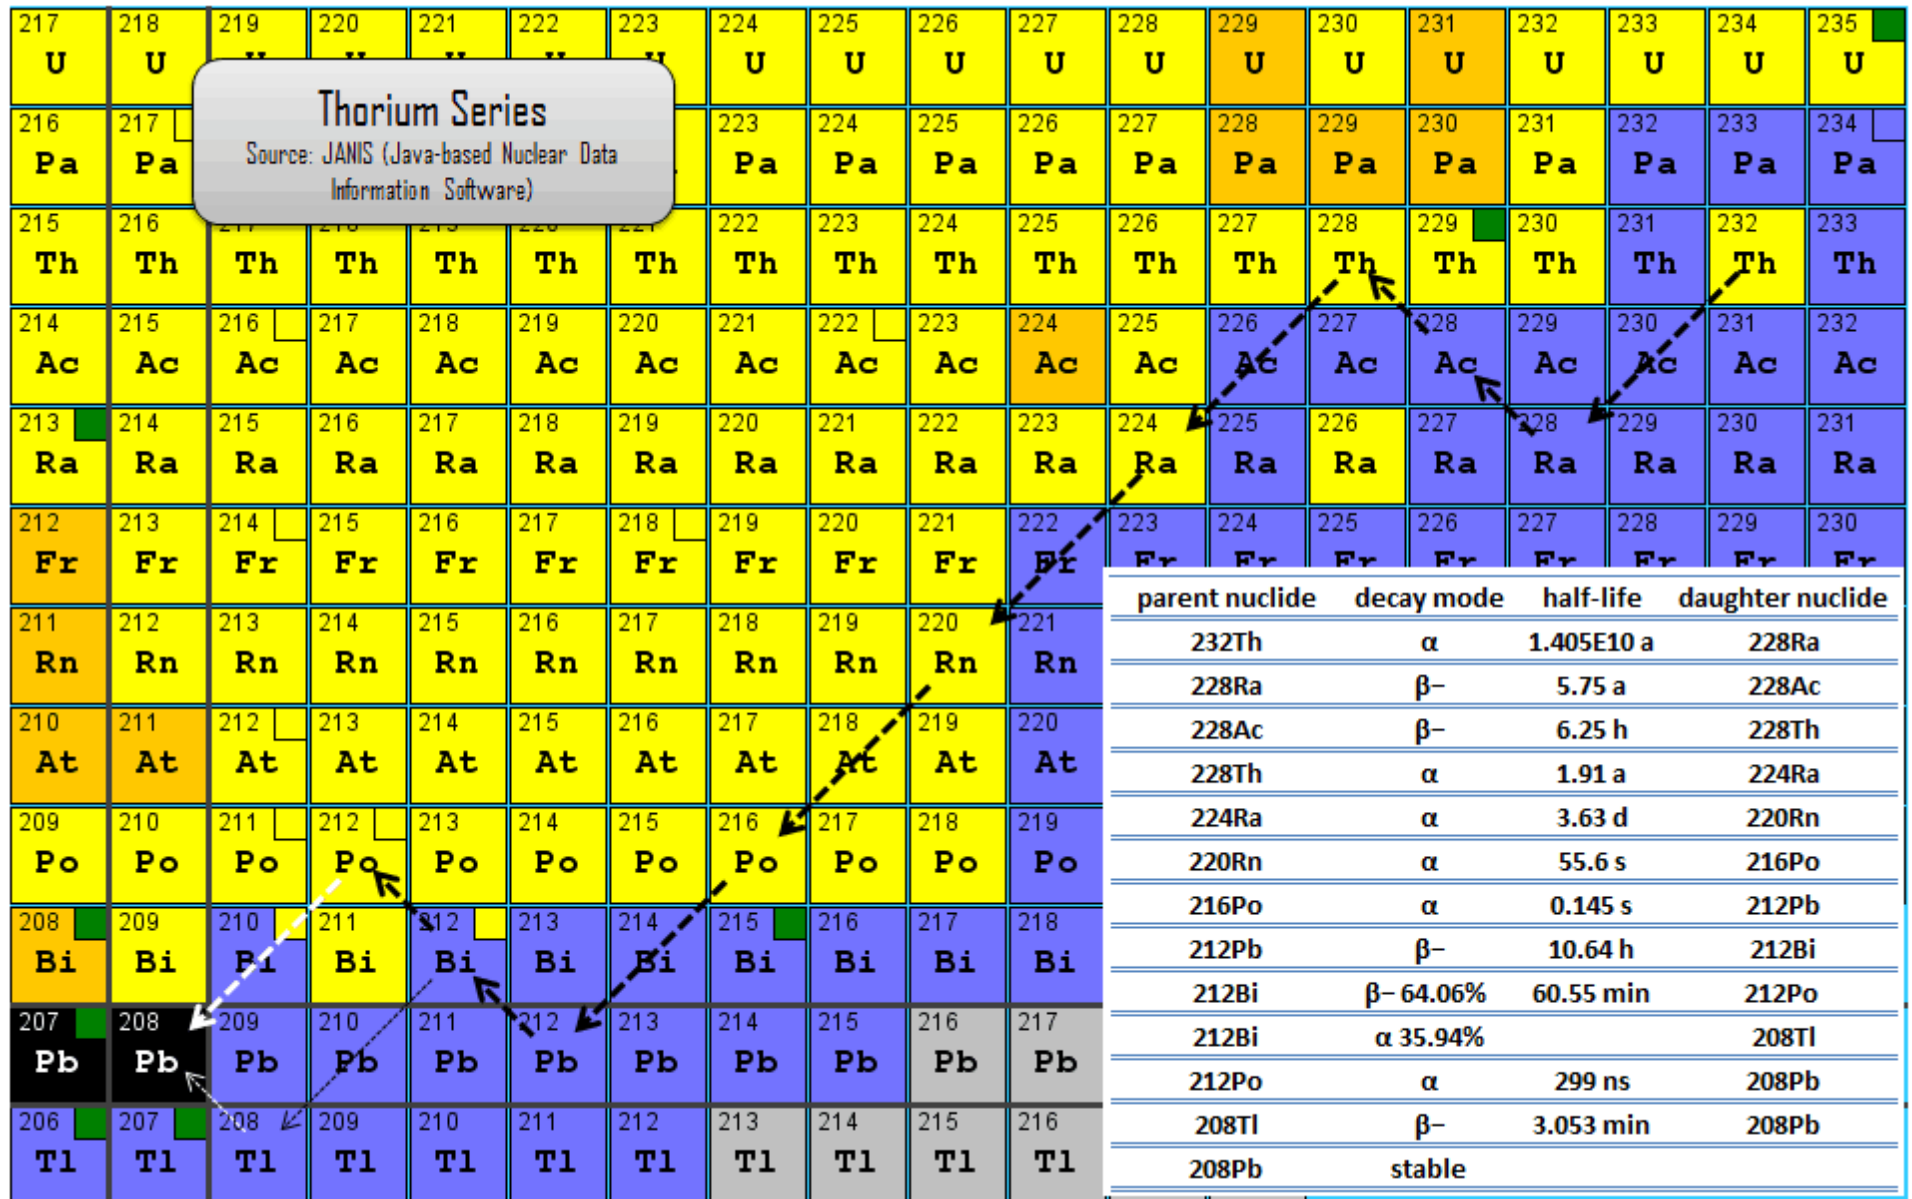 217 218 219 220 221 222 223 224 225 226 227 228 229 230 231 232 233 234 235
U U U U U U U U U U U U U U
Thorium Series
Source: JANIS (Java-based Nuclear Data
Information Software)
216 217 223 224 225 226 227 228 229 230 231 232 233 234
Pa Pa Pa Pa Pa Pa Pa Pa Pa Pa Pa Pa Pa Pa
215 216 222 223 224 225 226 227 228 229 230 231 232 233
Th Th Th Th Th Th Th Th Th Th Th Th Th Th Th Th Th Th Th
214 215 216 217 218 219 220 221 222 223 224 225 226 227 228 229 230 231 232
Ac Ac Ac Ac Ac Ac Ac Ac Ac Ac Ac Ac Ac Ac Ac Ac Ac Ac Ac
213 214 215 216 217 218 219 220 221 222 223 224 225 226 227 228 229 230 231
Ra Ra Ra Ra Ra Ra Ra Ra Ra Ra Ra Ra Ra Ra Ra Ra Ra Ra Ra
212 213 214 215 216 217 218 219 220 221 222 223 224 225 226 227 228 229 230
Fr Fr Fr Fr Fr Fr Fr Fr Fr Fr Fr Fr Fr Fr Fr Fr Fr Fr Fr
211 212 213 214 215 216 217 218 219 220 221
Rn Rn Rn Rn Rn Rn Rn Rn Rn Rn Rn
210 211 212 213 214 215 216 217 218 219 220
At At At At At At At At At At At
209 210 211 212 213 214 215 216 217 218 219
Po Po Po Po Po Po Po Po Po Po Po
208 209 210 211 212 213 214 215 216 217 218
Bi Bi Bi Bi Bi Bi Bi Bi Bi Bi Bi
207 208 209 210 211 212 213 214 215 216 217
Pb Pb Pb Pb Pb Pb Pb Pb Pb Pb Pb
206 207 208 209 210 211 212 213 214 215 216
Tl Tl Tl Tl Tl Tl Tl Tl Tl Tl Tl
parent nuclide decay mode half-life daughter nuclide
232Th α 1.405E10 a 228Ra
228Ra β− 5.75 a 228Ac
228Ac β− 6.25 h 228Th
228Th α 1.91 a 224Ra
224Ra α 3.63 d 220Rn
220Rn α 55.6 s 216Po
216Po α 0.145 s 212Pb
212Pb β− 10.64 h 212Bi
212Bi β− 64.06% 60.55 min 212Po
212Bi α 35.94% 208Tl
212Po α 299 ns 208Pb
208Tl β− 3.053 min 208Pb
208Pb stable